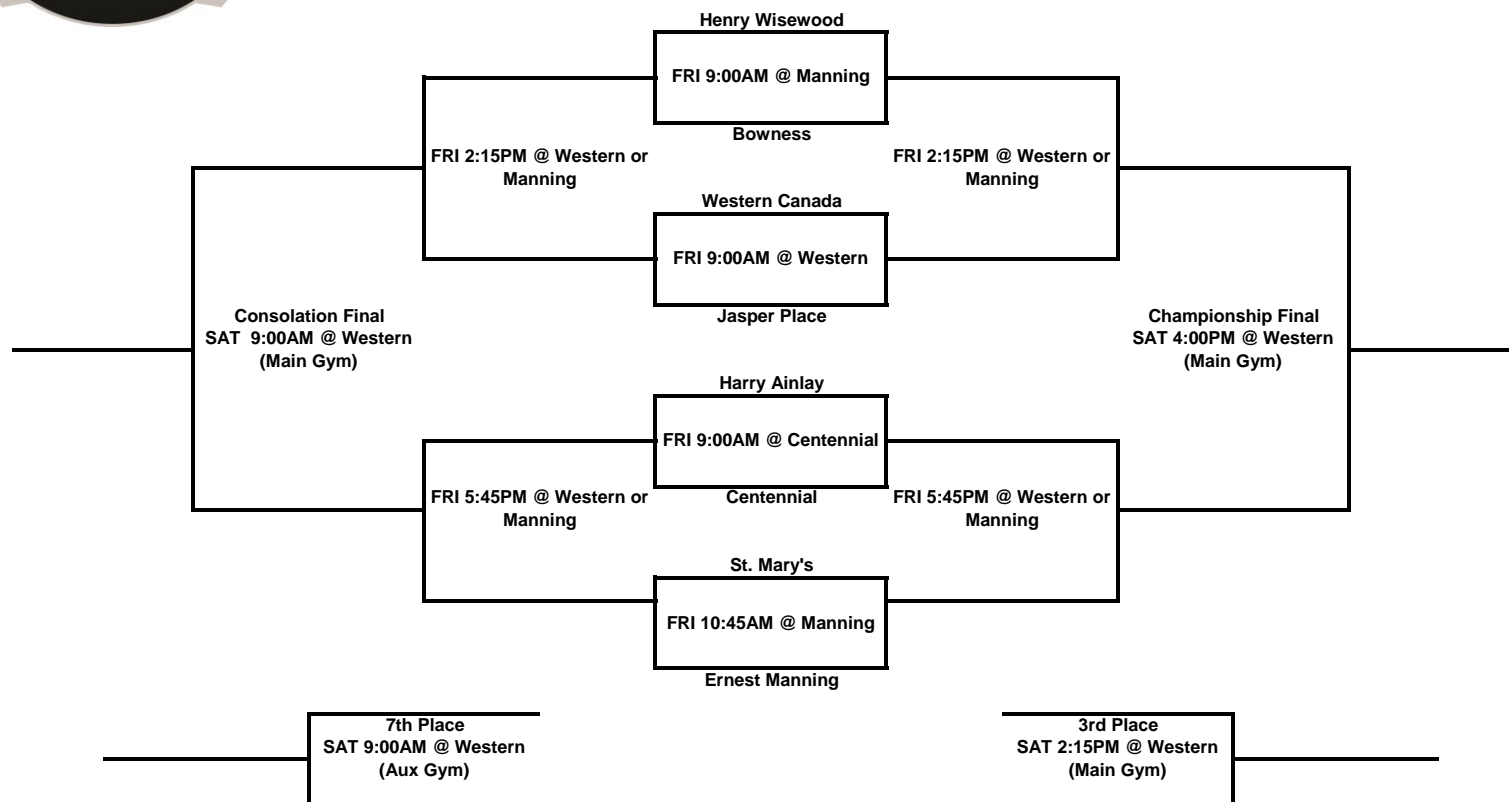 Henry Wisewood
FRI 9:00AM @ Manning
Bowness
FRI 2:15PM @ Western or
Manning
FRI 2:15PM @ Western or
Manning
Western Canada
FRI 9:00AM @ Western
Jasper Place
Consolation Final
SAT 9:00AM @ Western
(Main Gym)
Championship Final
SAT 4:00PM @ Western
(Main Gym)
Harry Ainlay
FRI 9:00AM @ Centennial
Centennial
FRI 5:45PM @ Western or
Manning
FRI 5:45PM @ Western or
Manning
St. Mary's
FRI 10:45AM @ Manning
Ernest Manning
7th Place
SAT 9:00AM @ Western
(Aux Gym)
3rd Place
SAT 2:15PM @ Western
(Main Gym)